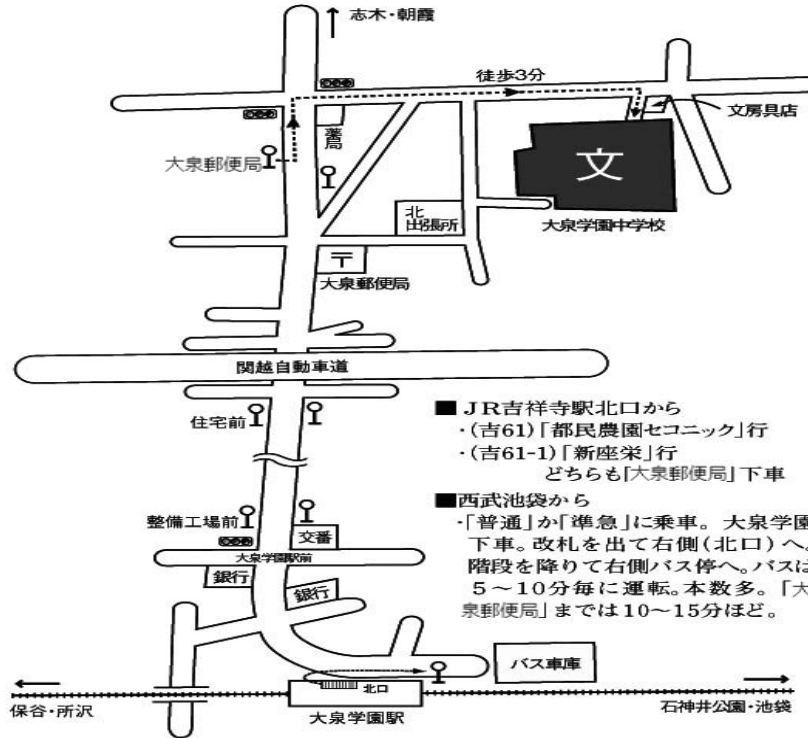 志木・朝霞
徒歩3分
文房具店
薬局
大泉郵便局
文
北
出張所
大泉学園中学校
〒
大泉郵便局
関越自動車道
住宅前
■ JR吉祥寺駅北口から
・(吉61)「都民農園セコニック」行
・(吉61-1)「新座栄」行
どちらも「大泉郵便局」下車
■西武池袋から
・「普通」か「準急」に乗車。大泉学園
下車。改札を出て右側(北口)へ。
階段を降りて右側バス停へ。バスは
5〜10分毎に運転。本数多。「大
泉郵便局」までは10〜15分ほど。
整備工場前
交番
大泉学園駅前
銀行
銀行
バス車庫
北口
保谷・所沢
大泉学園駅
石神井公園・池袋